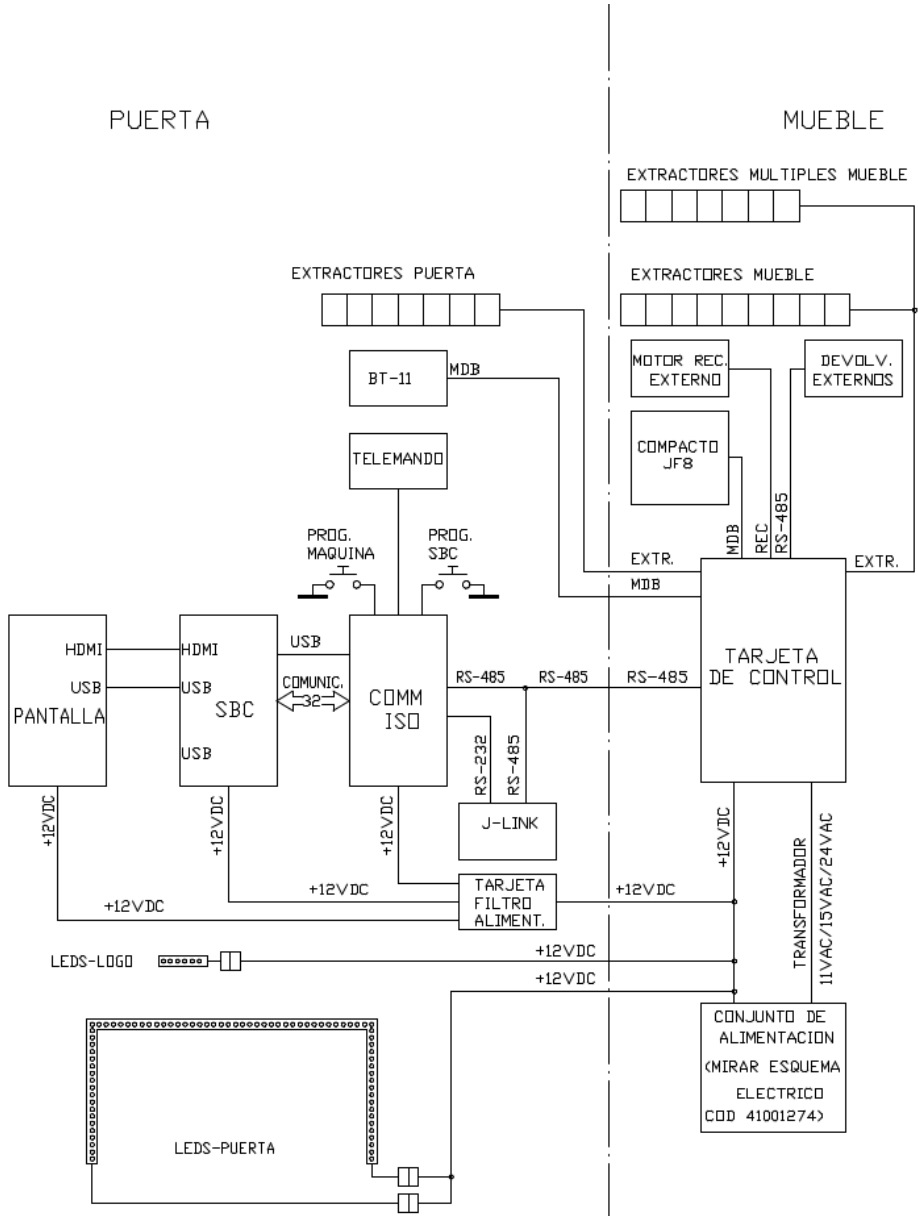 PUERTA
MUEBLE
EXTRACTORES MULTIPLES MUEBLE
EXTRACTORES PUERTA
EXTRACTORES MUEBLE
BT-11
MDB
MOTOR REC.
EXTERNO
DEVOLV.
EXTERNOS
TELEMANDO
COMPACTO
JF8
MDB
REC
RS-485
PROG.
MAQUINA
PROG.
SBC
EXTR.
MDB
EXTR.
HDMI
USB
PANTALLA
HDMI
USB
SBC
USB
USB
COMUNIC.
32
COMM
ISO
RS-485
RS-485
RS-485
TARJETA
DE CONTROL
RS-232
RS-485
J-LINK
+12VDC
+12VDC
+12VDC
+12VDC
TRANSFORMADOR
11VAC/15VAC/24VAC
TARJETA
FILTRO
ALIMENT.
+12VDC
+12VDC
+12VDC
LEDS-LOGO
+12VDC
+12VDC
CONJUNTO DE
ALIMENTACION
(MIRAR ESQUEMA
ELECTRICO
COD 41001274)
LEDS-PUERTA